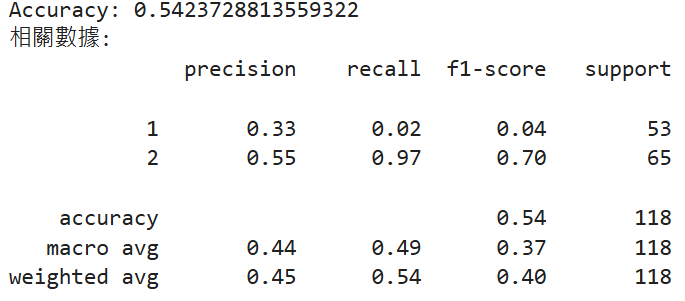 Accuracy: 0.5423728813559322
相關數據:
precision recall f1-score support
1 0.33 0.02 0.04 53
2 0.55 0.97 0.70 65
accuracy 0.54 118
macro avg 0.44 0.49 0.37 118
weighted avg 0.45 0.54 0.40 118